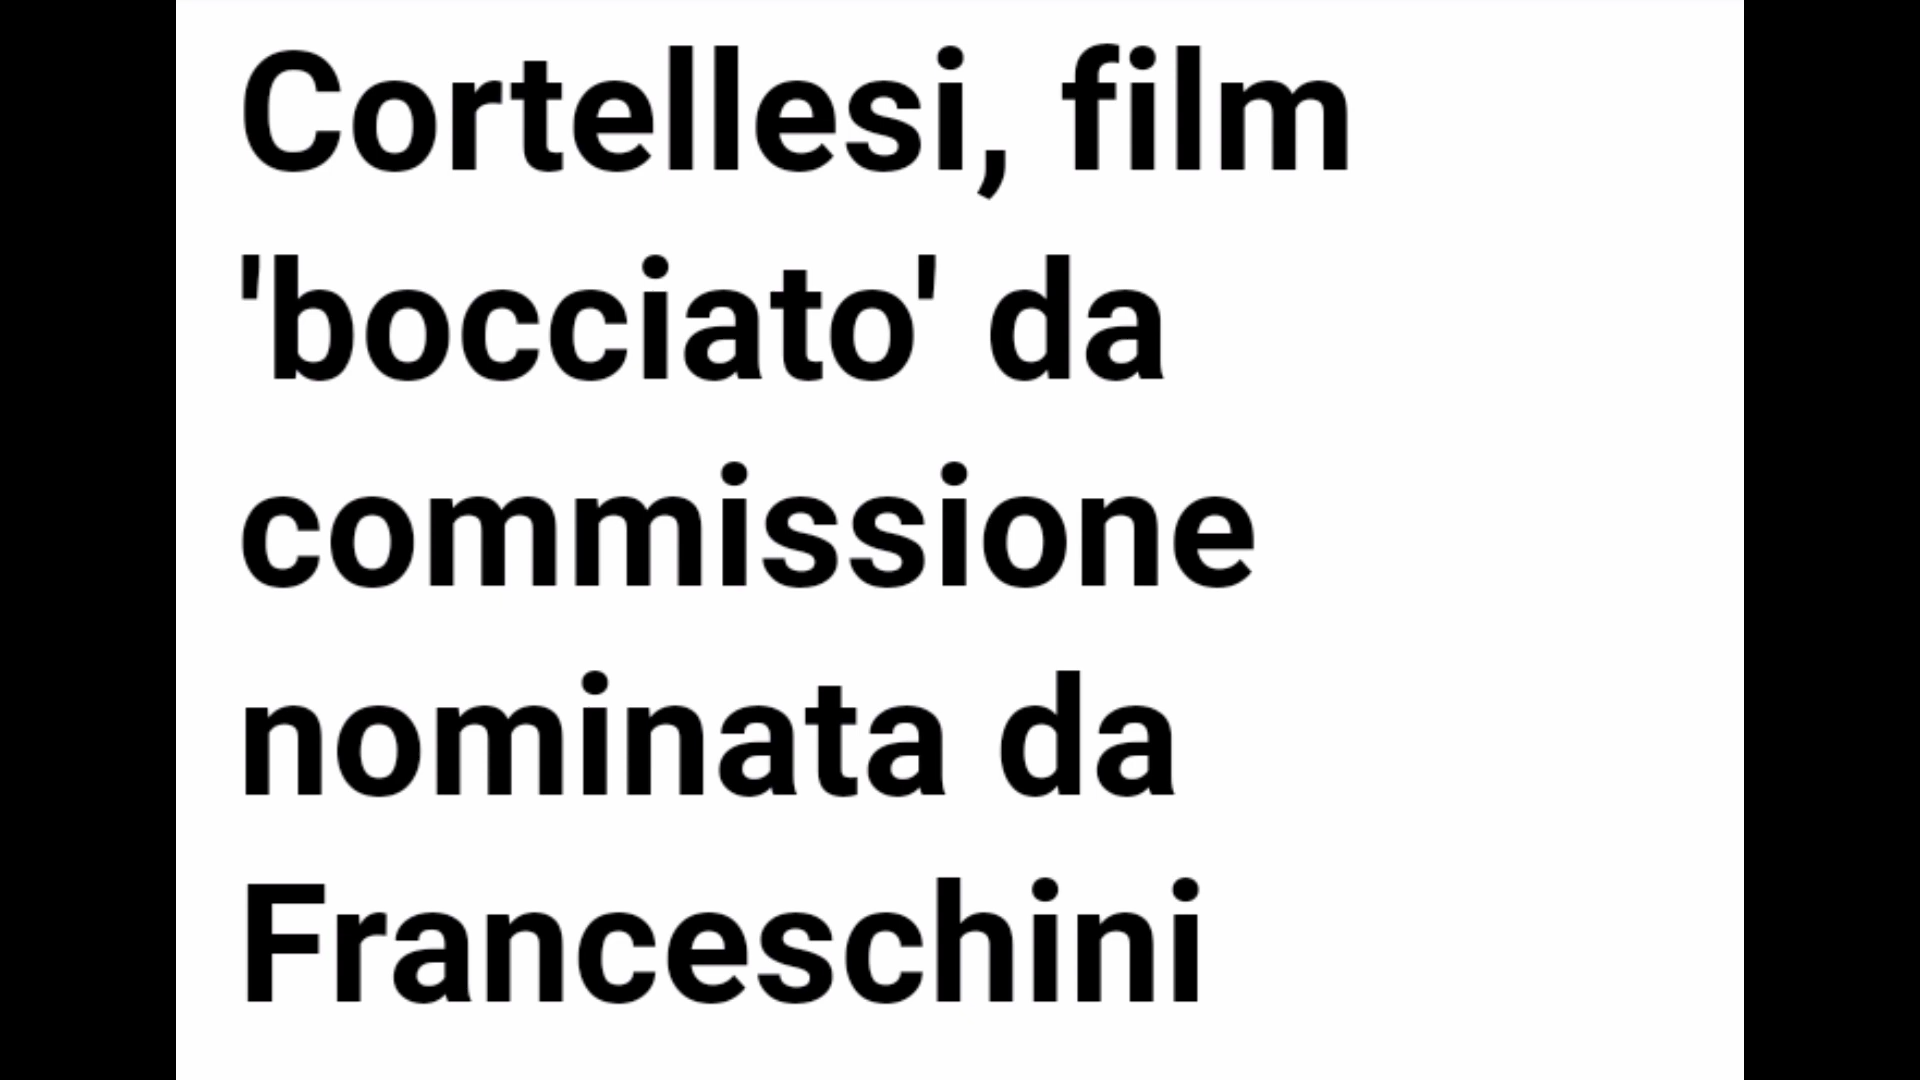 Cortellesi, film
'bocciato' da
commissione
nominata da
Franceschini